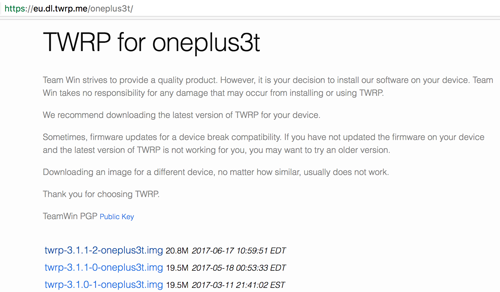 https://eu.dl.twrp.me/oneplus3t/
TWRP for oneplus3t
Team Win strives to provide a quality product. However, it is your decision to install our software on your device. Team
Win takes no responsibility for any damage that may occur from installing or using TWRP.
We recommend downloading the latest version of TWRP for your device.
Sometimes, firmware updates for a device break compatibility. If you have not updated the firmware on your device
and the latest version of TWRP is not working for you, you may want to try an older version.
Downloading an image for a different device, no matter how similar, usually does not work.
Thank you for choosing TWRP.
TeamWin PGP Public Key
twrp-3.1.1-2-oneplus3t.img 20.8M 2017-06-17 10:59:51 EDT
twrp-3.1.1-0-oneplus3t.img 19.5M 2017-05-18 00:53:33 EDT
twrp-3.1.0-1-oneplus3t.img 19.5M 2017-03-11 21:41:02 EST